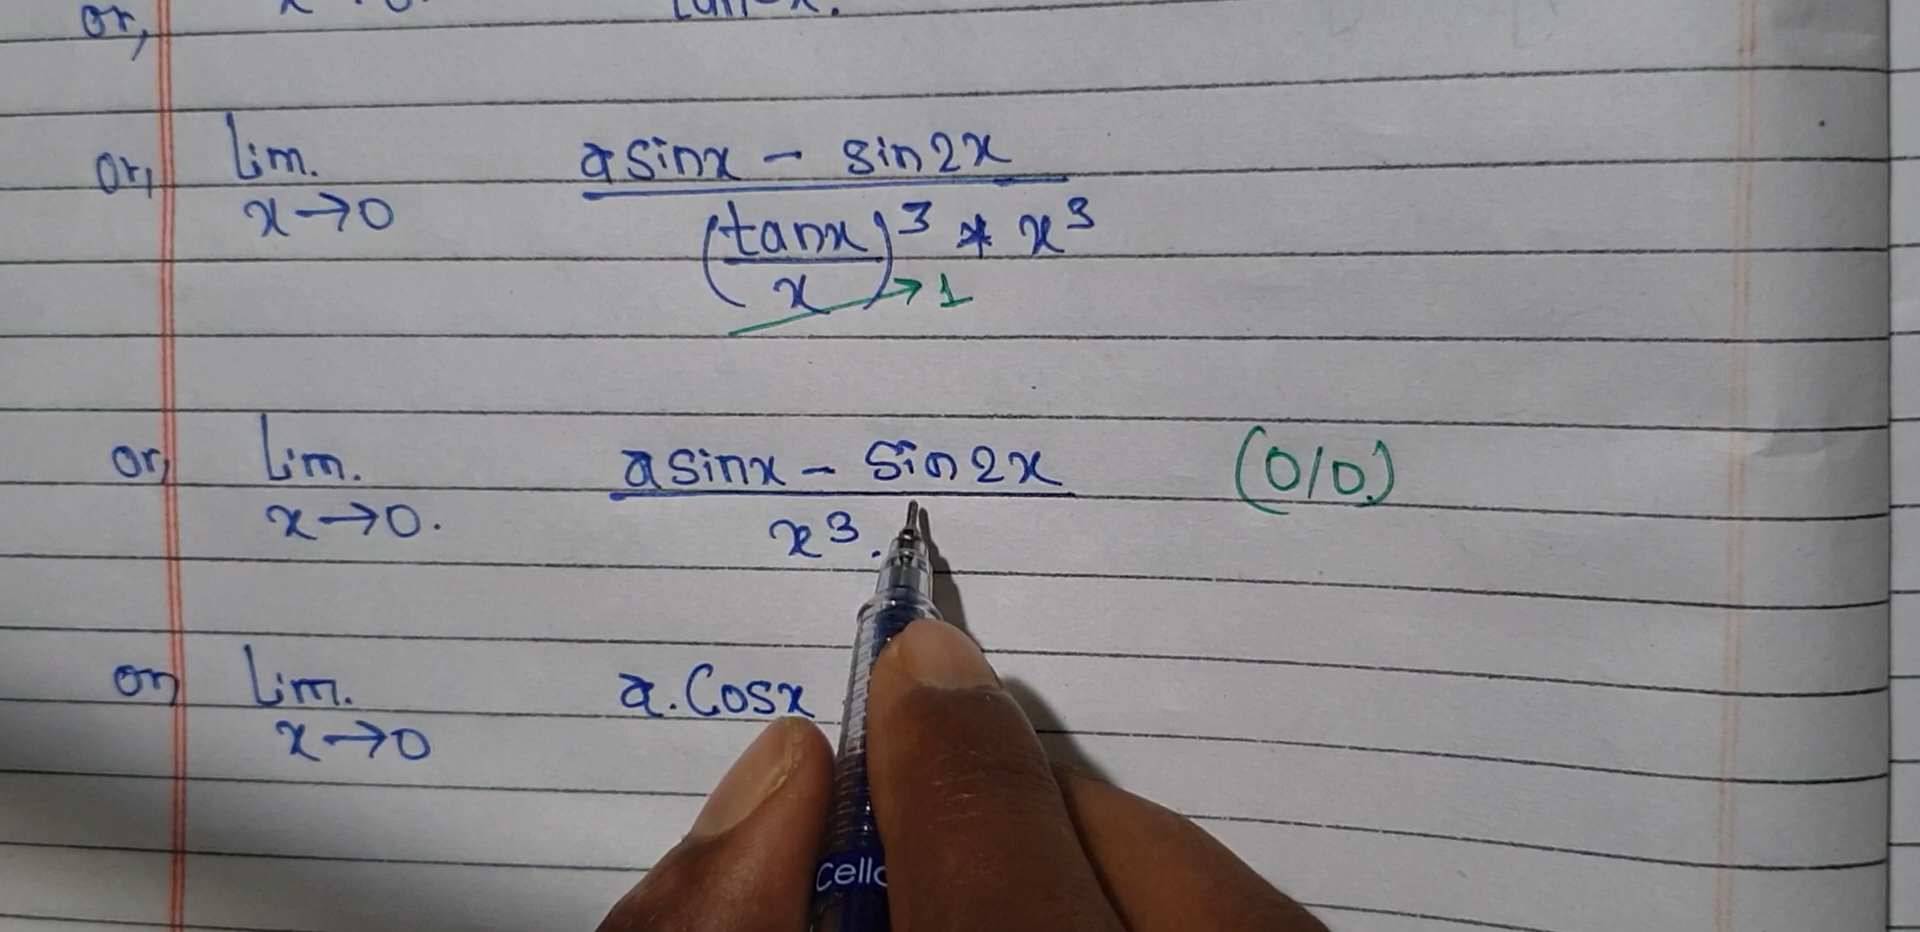 or,
or, lim. a sinx - sin2x
x→0 (tanx/x)³ * x³
→1
or, lim. a sinx - sin2x (0/0)
x→0. x³.
or, lim. a. Cosx
x→0
Cello